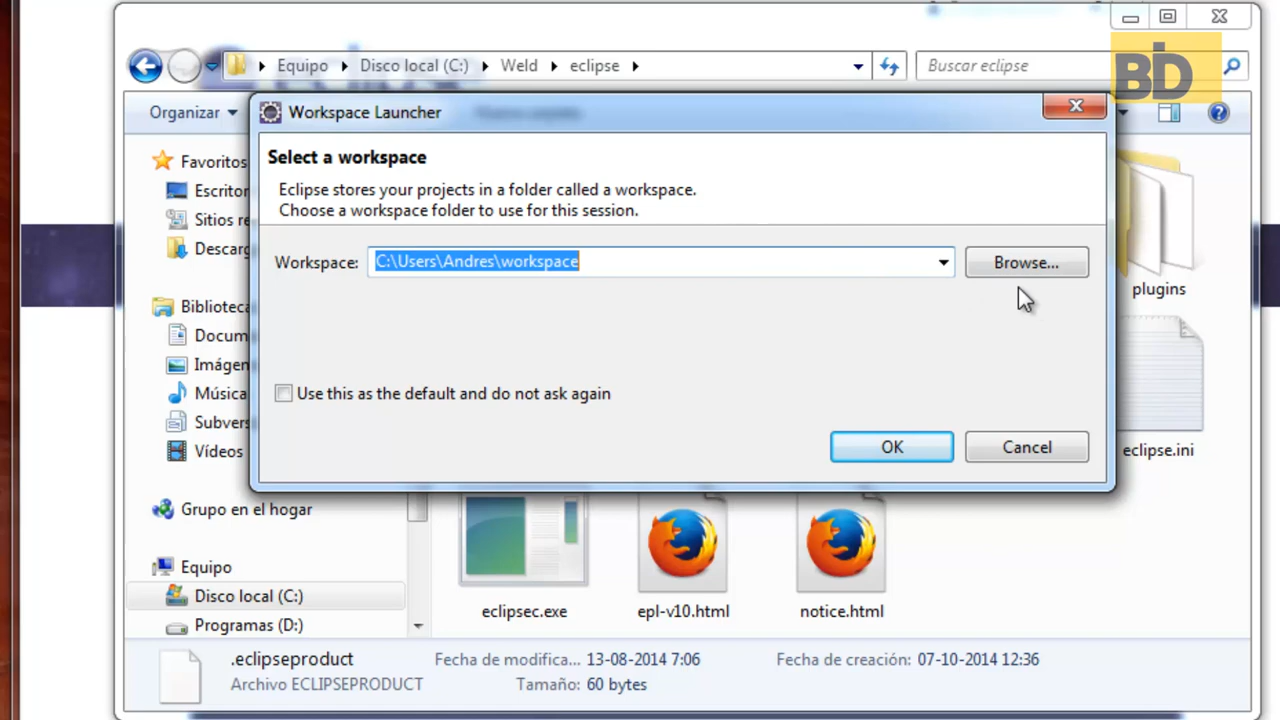 Equipo Disco local (C:) Weld eclipse
Buscar eclipse
BD
Organizar
Workspace Launcher
Select a workspace
Eclipse stores your projects in a folder called a workspace.
Choose a workspace folder to use for this session.
Workspace: C:\Users\Andres\workspace Browse...
Use this as the default and do not ask again
OK Cancel
Favoritos
Escritor
Sitios re
Descarg
Biblioteca
Docum
Imágen
Música
Subvers
Vídeos
Grupo en el hogar
Equipo
Disco local (C:)
Programas (D:)
plugins
eclipse.ini
eclipsec.exe epl-v10.html notice.html
.eclipseproduct Fecha de modifica... 13-08-2014 7:06 Fecha de creación: 07-10-2014 12:36
Archivo ECLIPSEPRODUCT Tamaño: 60 bytes